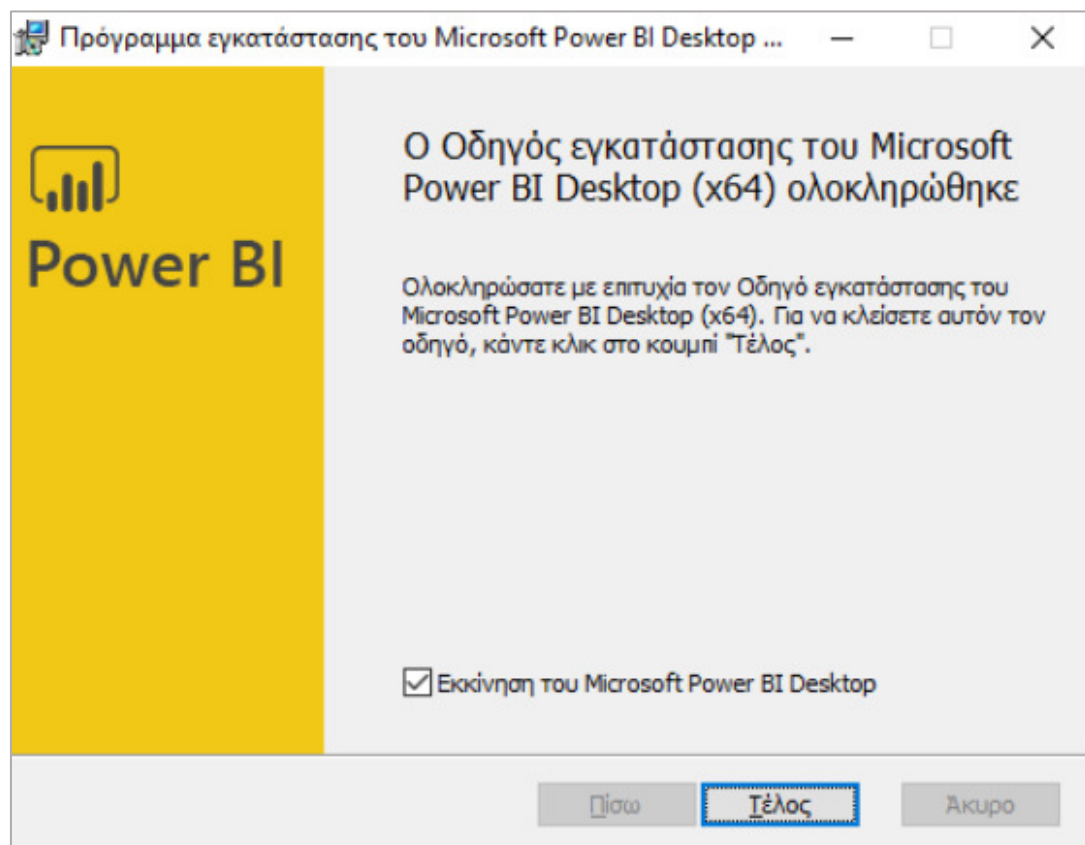 Πρόγραμμα εγκατάστασης του Microsoft Power BI Desktop ...
Power BI
Ο Οδηγός εγκατάστασης του Microsoft
Power BI Desktop (x64) ολοκληρώθηκε
Ολοκληρώσατε με επιτυχία τον Οδηγό εγκατάστασης του
Microsoft Power BI Desktop (x64). Για να κλείσετε αυτόν τον
οδηγό, κάντε κλικ στο κουμπί "Τέλος".
Εκκίνηση του Microsoft Power BI Desktop
Πίσω Τέλος Άκυρο